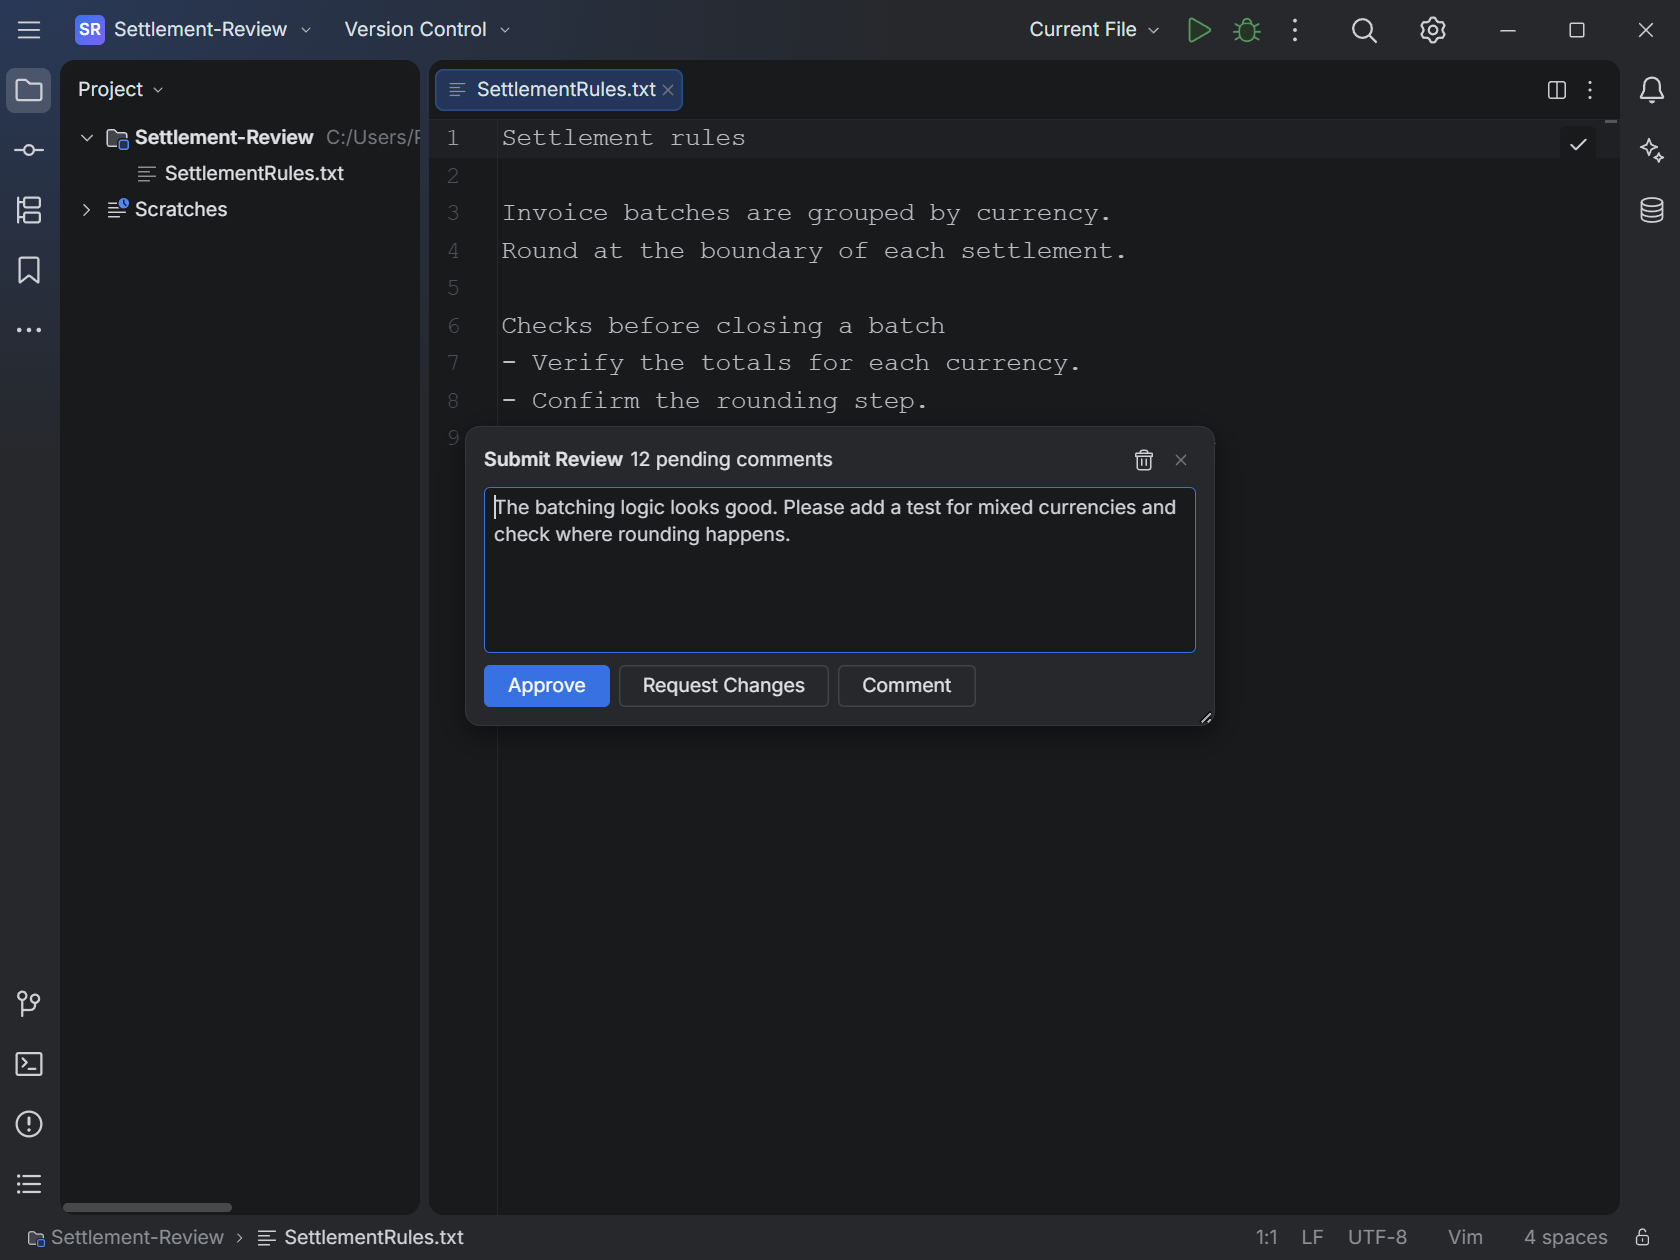 SR Settlement-Review Version Control Current File
Project
Settlement-Review C:/Users/
SettlementRules.txt
Scratches
SettlementRules.txt
1 Settlement rules
2
3 Invoice batches are grouped by currency.
4 Round at the boundary of each settlement.
5
6 Checks before closing a batch
7 - Verify the totals for each currency.
8 - Confirm the rounding step.
9
Submit Review 12 pending comments
The batching logic looks good. Please add a test for mixed currencies and
check where rounding happens.
Approve Request Changes Comment
Settlement-Review › SettlementRules.txt 1:1 LF UTF-8 Vim 4 spaces